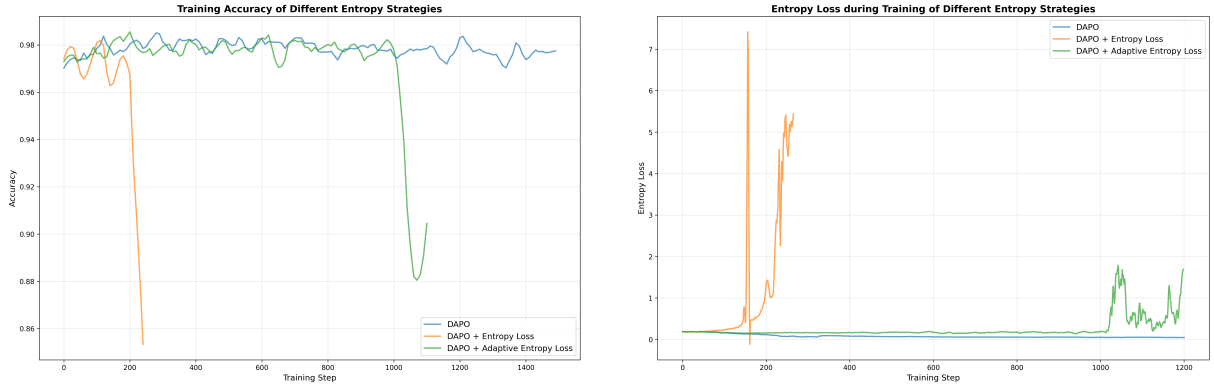 Training Accuracy of Different Entropy Strategies
Accuracy
0.98
0.96
0.94
0.92
0.90
0.88
0.86
0
200
400
600
800
1000
1200
1400
Training Step
DAPO
DAPO + Entropy Loss
DAPO + Adaptive Entropy Loss
Entropy Loss during Training of Different Entropy Strategies
Entropy Loss
7
6
5
4
3
2
1
0
0
200
400
600
800
1000
1200
Training Step
DAPO
DAPO + Entropy Loss
DAPO + Adaptive Entropy Loss